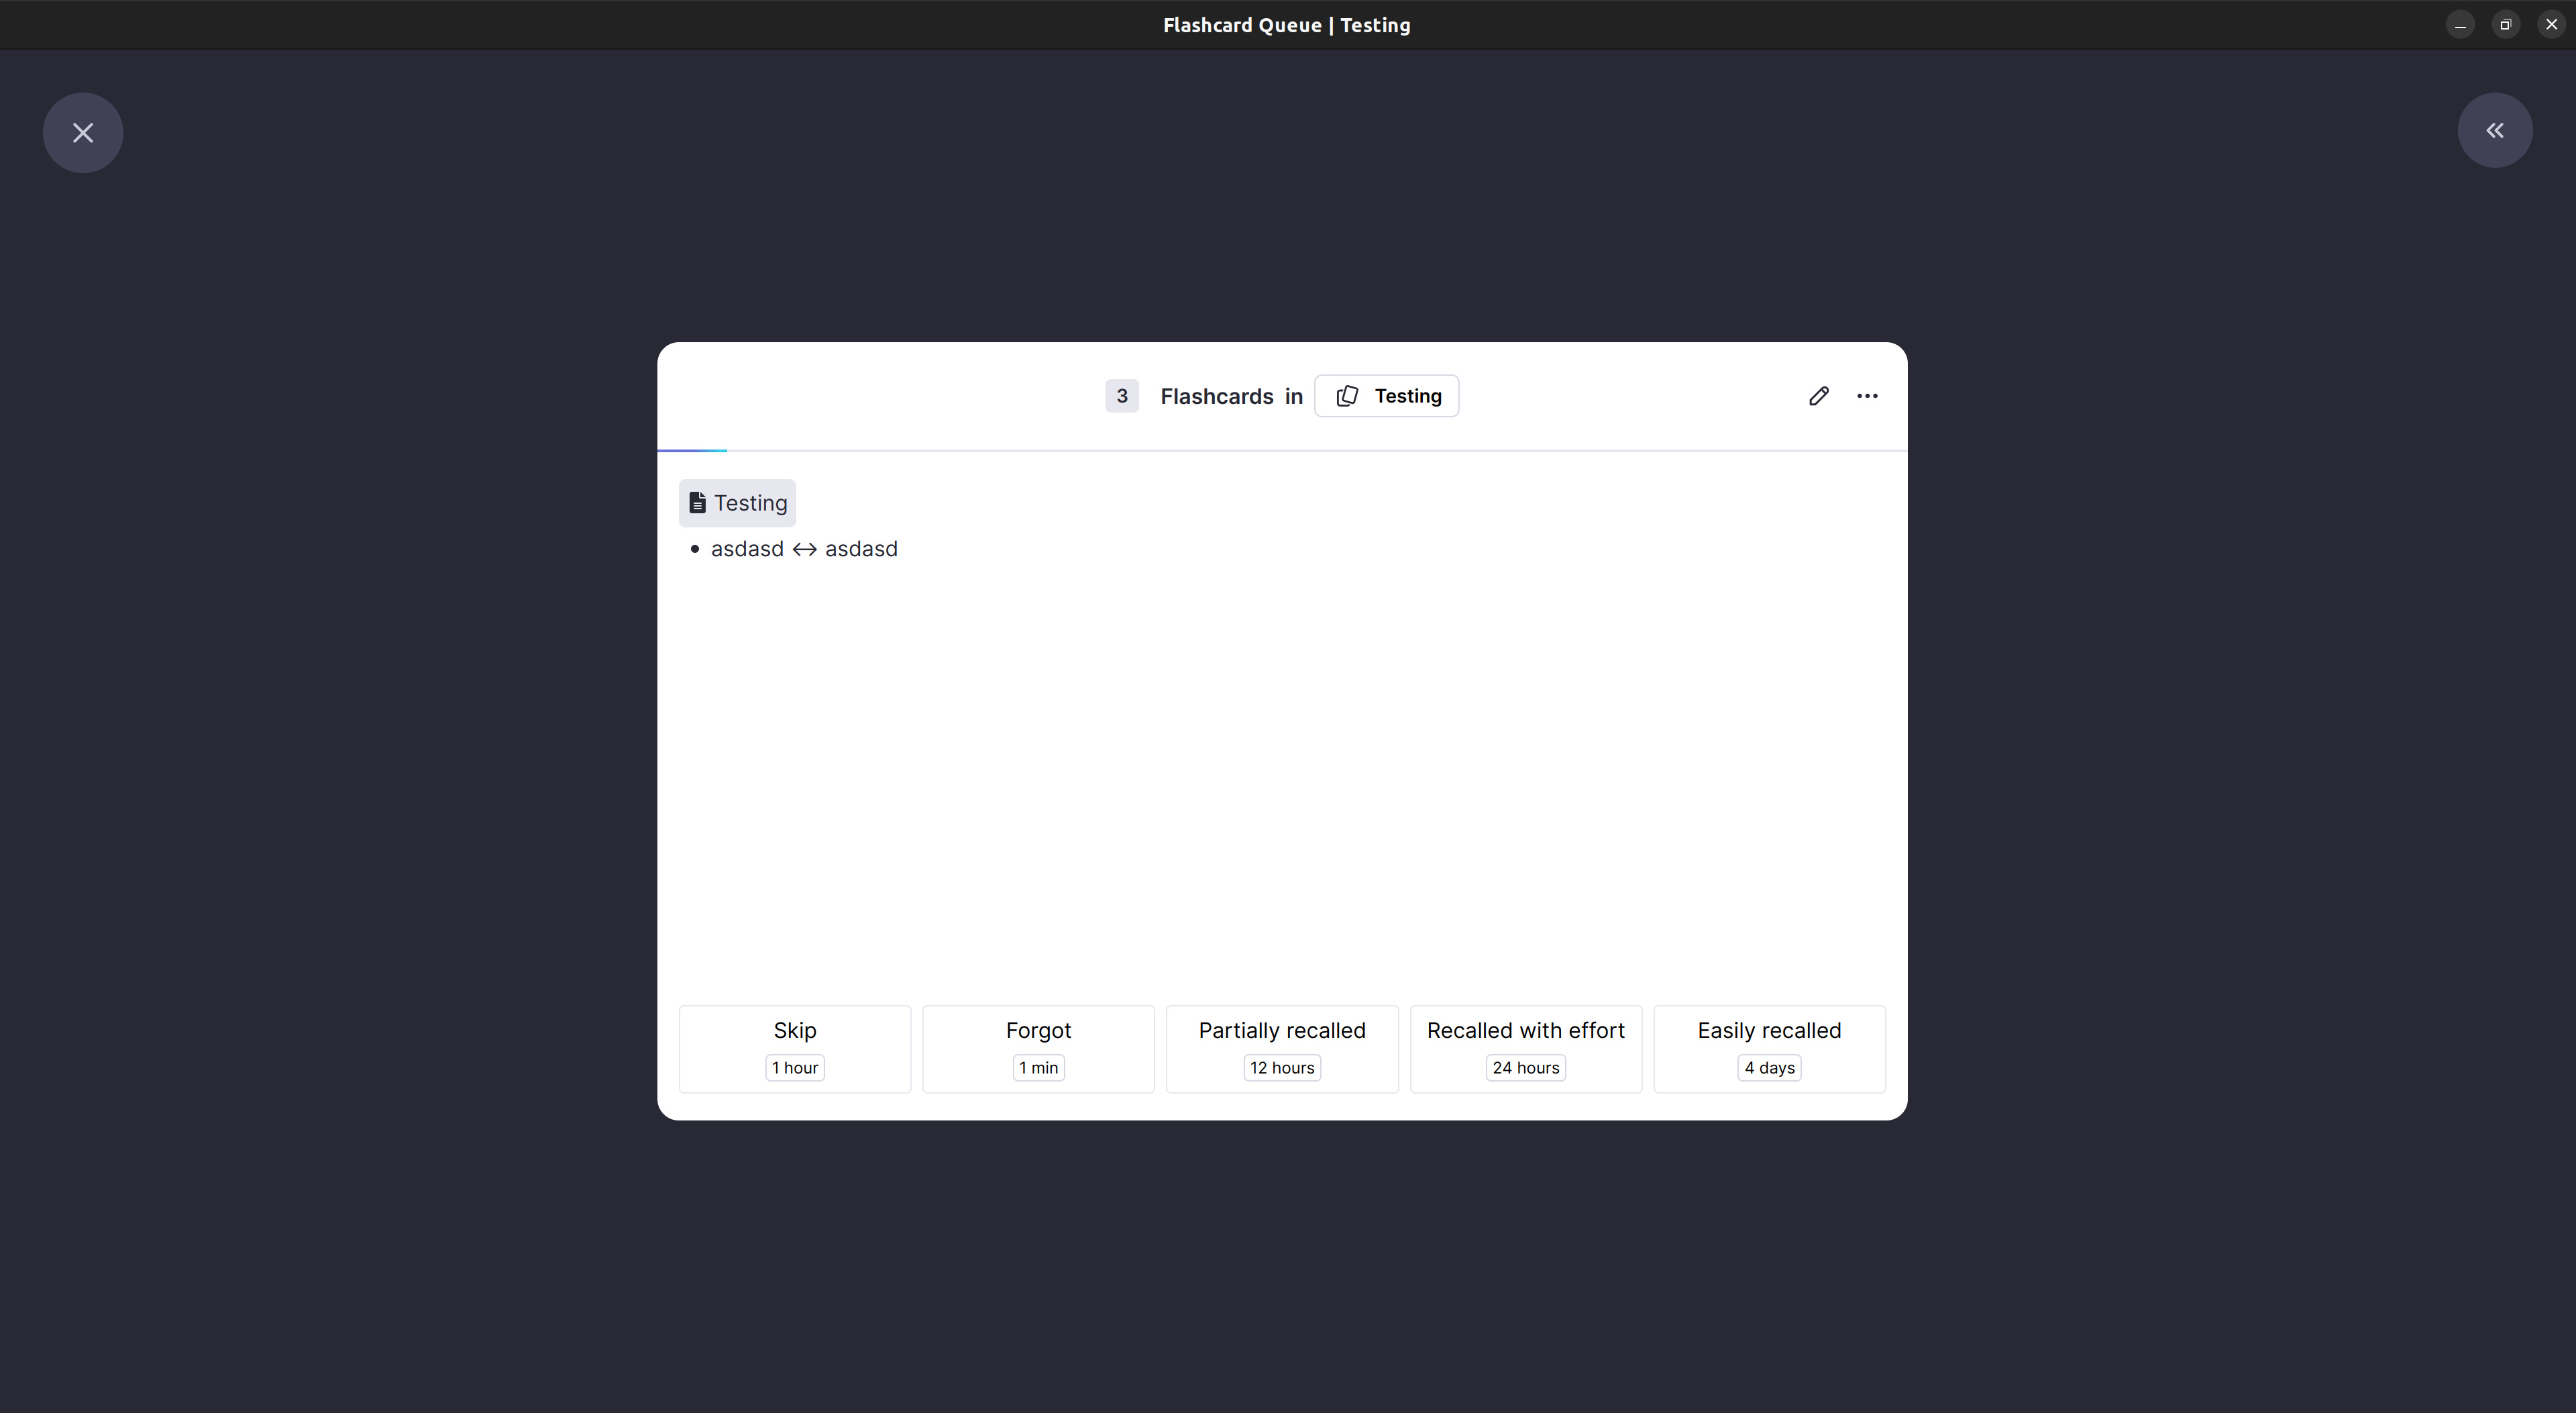 Flashcard Queue | Testing
3 Flashcards in Testing
Testing
• asdasd ↔ asdasd
Skip Forgot Partially recalled Recalled with effort Easily recalled
1 hour 1 min 12 hours 24 hours 4 days